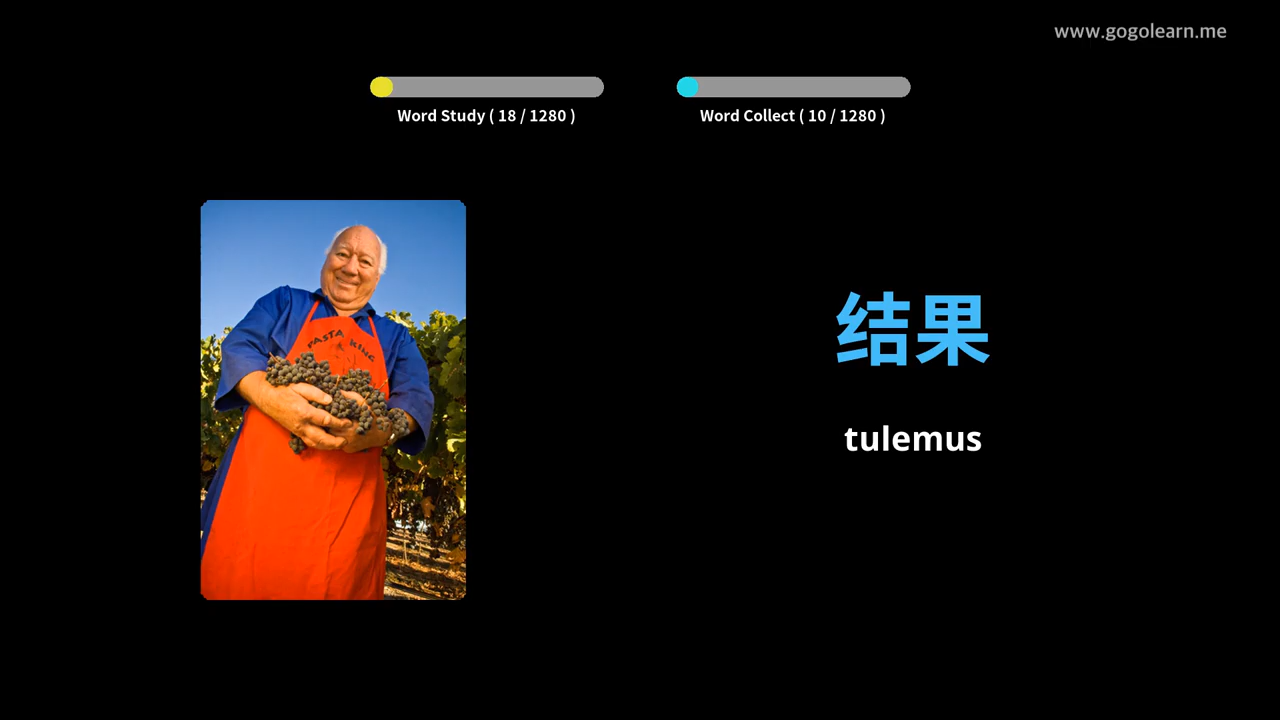 www.gogolearn.me
Word Study ( 18 / 1280 )
Word Collect ( 10 / 1280 )
PASTA KING
结果
tulemus